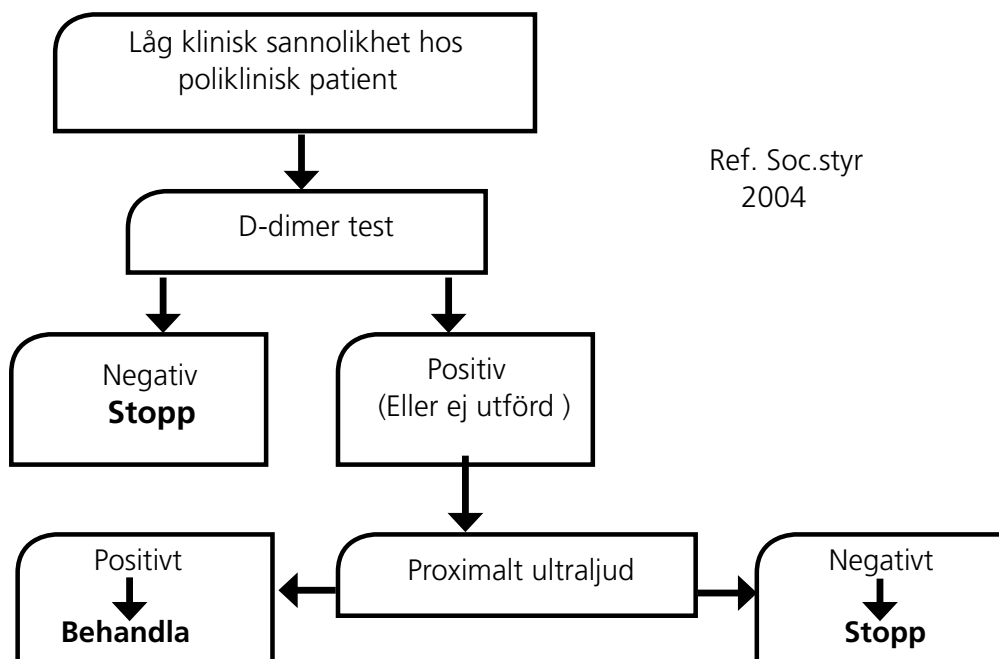 Låg klinisk sannolikhet hos
poliklinisk patient
Ref. Soc.styr
2004
D-dimer test
Negativ
Stopp
Positiv
(Eller ej utförd )
Positivt
Behandla
Proximalt ultraljud
Negativt
Stopp